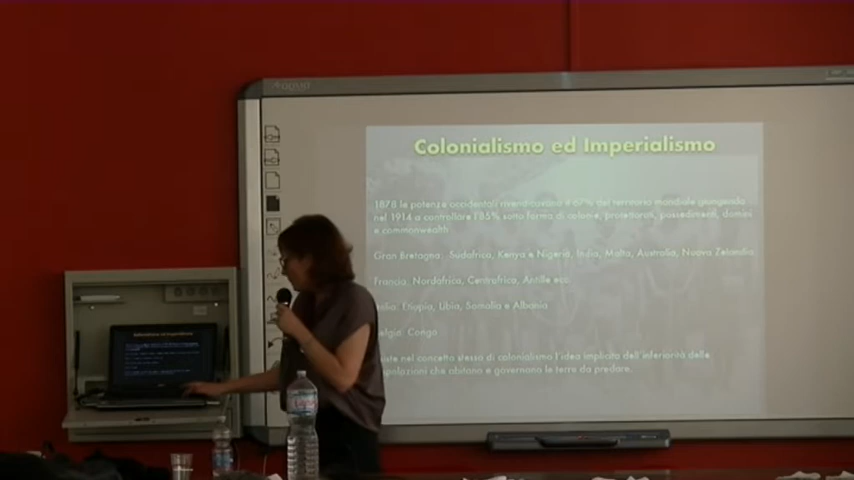 Colonialismo ed Imperialismo
1878 le potenze occidentali rivendicavano il 67% del territorio mondiale giungendo
nel 1914 a controllare l'85% sotto forma di colonie, protettorati, possedimenti, domini
e commonwealth
Gran Bretagna: Sudafrica, Kenya e Nigeria, India, Malta, Australia, Nuova Zelanda
Francia: Nordafrica, Centrafrica, Antille ecc
Etiopia, Libia, Somalia e Albania
Congo
nel concetto stesso di colonialismo l'idea implicita dell'inferiorità delle
che abitano e governano le terre da predare.